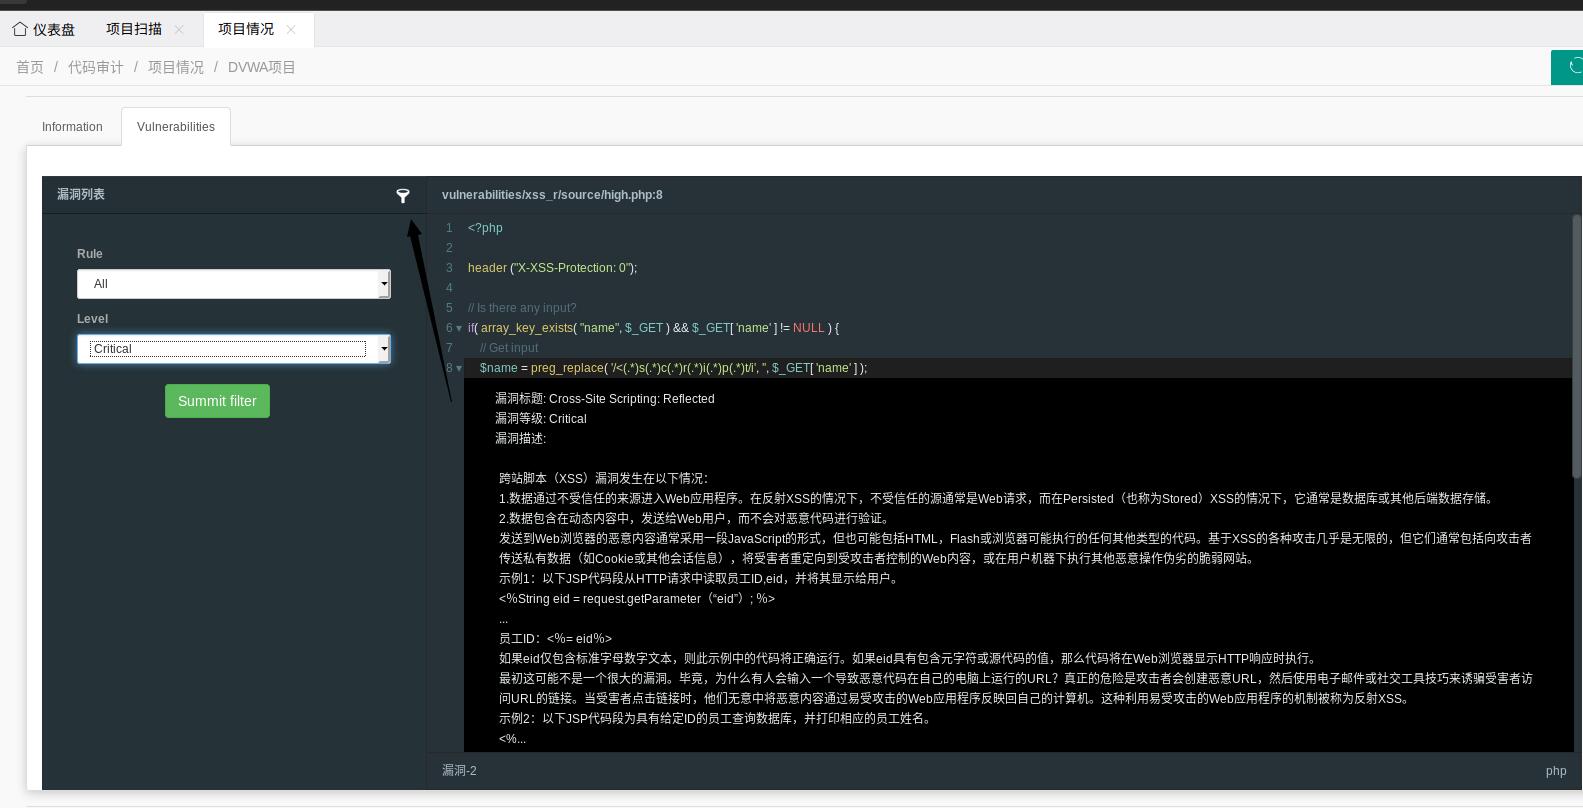 仪表盘 项目扫描 项目情况
首页 / 代码审计 / 项目情况 / DVWA项目
Information Vulnerabilities
漏洞列表
Rule
All
Level
Critical
Summit filter
vulnerabilities/xss_r/source/high.php:8
1 <?php
2
3 header ("X-XSS-Protection: 0");
4
5 // Is there any input?
6 if( array_key_exists( "name", $_GET ) && $_GET[ 'name' ] != NULL ) {
7 // Get input
8 $name = preg_replace( '/<(.*)s(.*)c(.*)r(.*)i(.*)p(.*)t/i', '', $_GET[ 'name' ] );
漏洞标题: Cross-Site Scripting: Reflected
漏洞等级: Critical
漏洞描述:
跨站脚本（XSS）漏洞发生在以下情况：
1.数据通过不受信任的来源进入Web应用程序。在反射XSS的情况下，不受信任的源通常是Web请求，而在Persisted（也称为Stored）XSS的情况下，它通常是数据库或其他后端数据存储。
2.数据包含在动态内容中，发送给Web用户，而不会对恶意代码进行验证。
发送到Web浏览器的恶意内容通常采用一段JavaScript的形式，但也可能包括HTML，Flash或浏览器可能执行的任何其他类型的代码。基于XSS的各种攻击几乎是无限的，但它们通常包括向攻击者
传送私有数据（如Cookie或其他会话信息），将受害者重定向到受攻击者控制的Web内容，或在用户机器下执行其他恶意操作伪劣的脆弱网站。
示例1：以下JSP代码段从HTTP请求中读取员工ID,eid，并将其显示给用户。
<％String eid = request.getParameter（“eid”）; ％>
...
员工ID：<％= eid％>
如果eid仅包含标准字母数字文本，则此示例中的代码将正确运行。如果eid具有包含元字符或源代码的值，那么代码将在Web浏览器显示HTTP响应时执行。
最初这可能不是一个很大的漏洞。毕竟，为什么有人会输入一个导致恶意代码在自己的电脑上运行的URL？真正的危险是攻击者会创建恶意URL，然后使用电子邮件或社交工具技巧来诱骗受害者访
问URL的链接。当受害者点击链接时，他们无意中将恶意内容通过易受攻击的Web应用程序反映回自己的计算机。这种利用易受攻击的Web应用程序的机制被称为反射XSS。
示例2：以下JSP代码段为具有给定ID的员工查询数据库，并打印相应的员工姓名。
<%...
漏洞-2 php